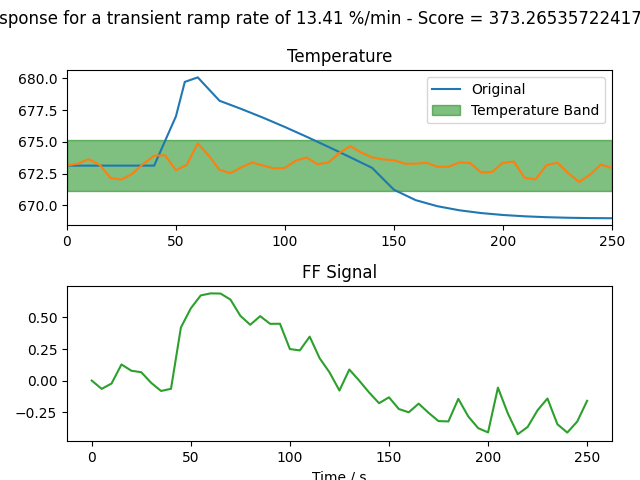 sponse for a transient ramp rate of 13.41 %/min - Score = 373.26535722417
Temperature
680.0
677.5
675.0
672.5
670.0
Original
Temperature Band
0 50 100 150 200 250
FF Signal
0.50
0.25
0.00
−0.25
0 50 100 150 200 250
Time / s